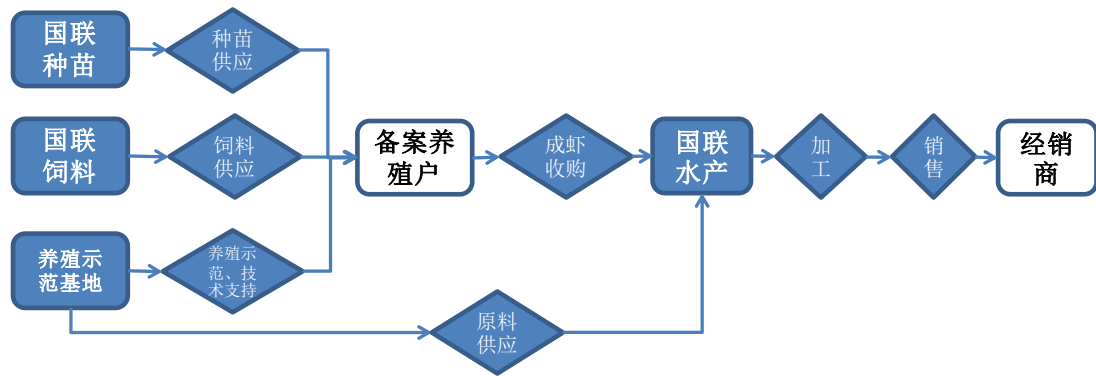 国联
种苗
种苗
供应
国联
饲料
饲料
供应
备案养
殖户
成虾
收购
国联
水产
加
工
销
售
经销
商
养殖示
范基地
养殖示
范、技
术支持
原料
供应